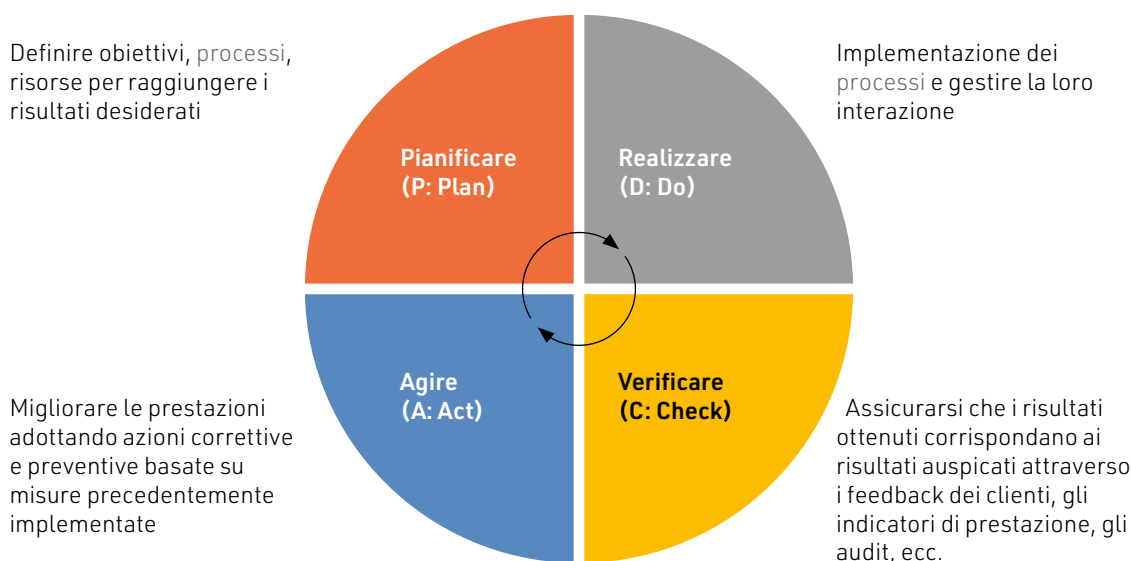 Definire obiettivi, processi,
risorse per raggiungere i
risultati desiderati
Pianificare
(P: Plan)
Realizzare
(D: Do)
Implementazione dei
processi e gestire la loro
interazione
Migliorare le prestazioni
adottando azioni correttive
e preventive basate su
misure precedentemente
implementate
Agire
(A: Act)
Verificare
(C: Check)
Assicurarsi che i risultati
ottenuti corrispondano ai
risultati auspicati attraverso
i feedback dei clienti, gli
indicatori di prestazione, gli
audit, ecc.